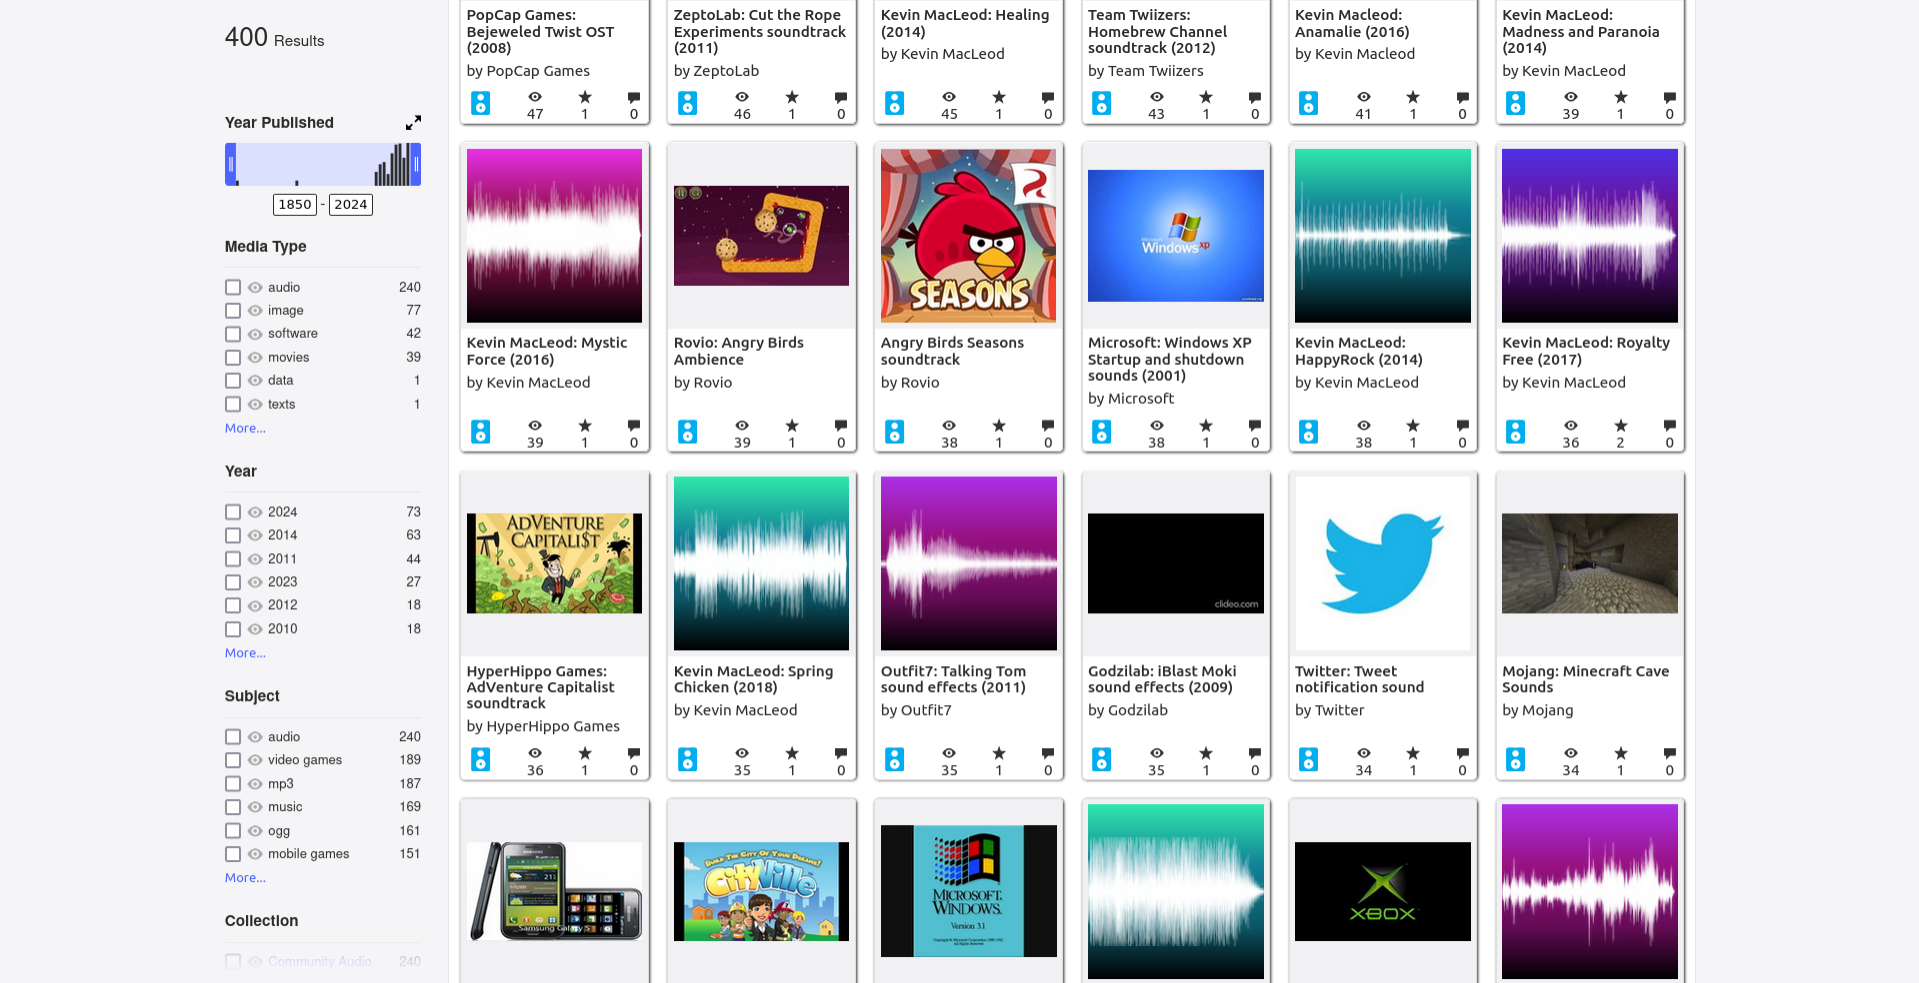 400 Results
Year Published
1850 - 2024
Media Type
audio 240
image 77
software 42
movies 39
data 1
texts 1
More...
Year
2024 73
2014 63
2011 44
2023 27
2012 18
2010 18
More...
Subject
audio 240
video games 189
mp3 187
music 169
ogg 161
mobile games 151
More...
Collection
Community Audio 240
PopCap Games:
Bejeweled Twist OST
(2008)
by PopCap Games
47 1 0
ZeptoLab: Cut the Rope
Experiments soundtrack
(2011)
by ZeptoLab
46 1 0
Kevin MacLeod: Healing
(2014)
by Kevin MacLeod
45 1 0
Team Twiizers:
Homebrew Channel
soundtrack (2012)
by Team Twiizers
43 1 0
Kevin Macleod:
Anamalie (2016)
by Kevin Macleod
41 1 0
Kevin MacLeod:
Madness and Paranoia
(2014)
by Kevin MacLeod
39 1 0
Kevin MacLeod: Mystic
Force (2016)
by Kevin MacLeod
39 1 0
Rovio: Angry Birds
Ambience
by Rovio
39 1 0
SEASONS
Angry Birds Seasons
soundtrack
by Rovio
38 1 0
Microsoft
Windows xp
Microsoft: Windows XP
Startup and shutdown
sounds (2001)
by Microsoft
38 1 0
Kevin MacLeod:
HappyRock (2014)
by Kevin MacLeod
38 1 0
Kevin MacLeod: Royalty
Free (2017)
by Kevin MacLeod
36 2 0
ADVENTURE
CAPITALI$T
HyperHippo Games:
AdVenture Capitalist
soundtrack
by HyperHippo Games
36 1 0
Kevin MacLeod: Spring
Chicken (2018)
by Kevin MacLeod
35 1 0
Outfit7: Talking Tom
sound effects (2011)
by Outfit7
35 1 0
clideo.com
Godzilab: iBlast Moki
sound effects (2009)
by Godzilab
35 1 0
Twitter: Tweet
notification sound
by Twitter
34 1 0
Mojang: Minecraft Cave
Sounds
by Mojang
34 1 0
Samsung Galaxy S
BUILD THE CITY OF YOUR DREAMS!
CITYVILLE
MICROSOFT.
WINDOWS.
Version 3.1
XBOX